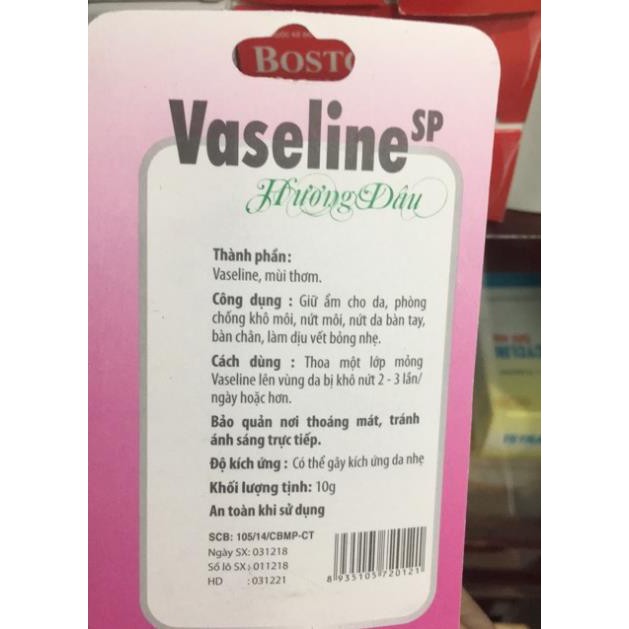 BOSTO
Vaseline SP
Hương Dâu
Thành phần:
Vaseline, mùi thơm.
Công dụng : Giữ ẩm cho da, phòng
chống khô môi, nứt môi, nứt da bàn tay,
bàn chân, làm dịu vết bỏng nhẹ.
Cách dùng : Thoa một lớp mỏng
Vaseline lên vùng da bị khô nứt 2 - 3 lần/
ngày hoặc hơn.
Bảo quản nơi thoáng mát, tránh
ánh sáng trực tiếp.
Độ kích ứng : Có thể gây kích ứng da nhẹ
Khối lượng tịnh: 10g
An toàn khi sử dụng
SCB: 105/14/CBMP-CT
Ngày SX: 031218
Số lô SX: 011218
HD : 031221
8 935105 720121